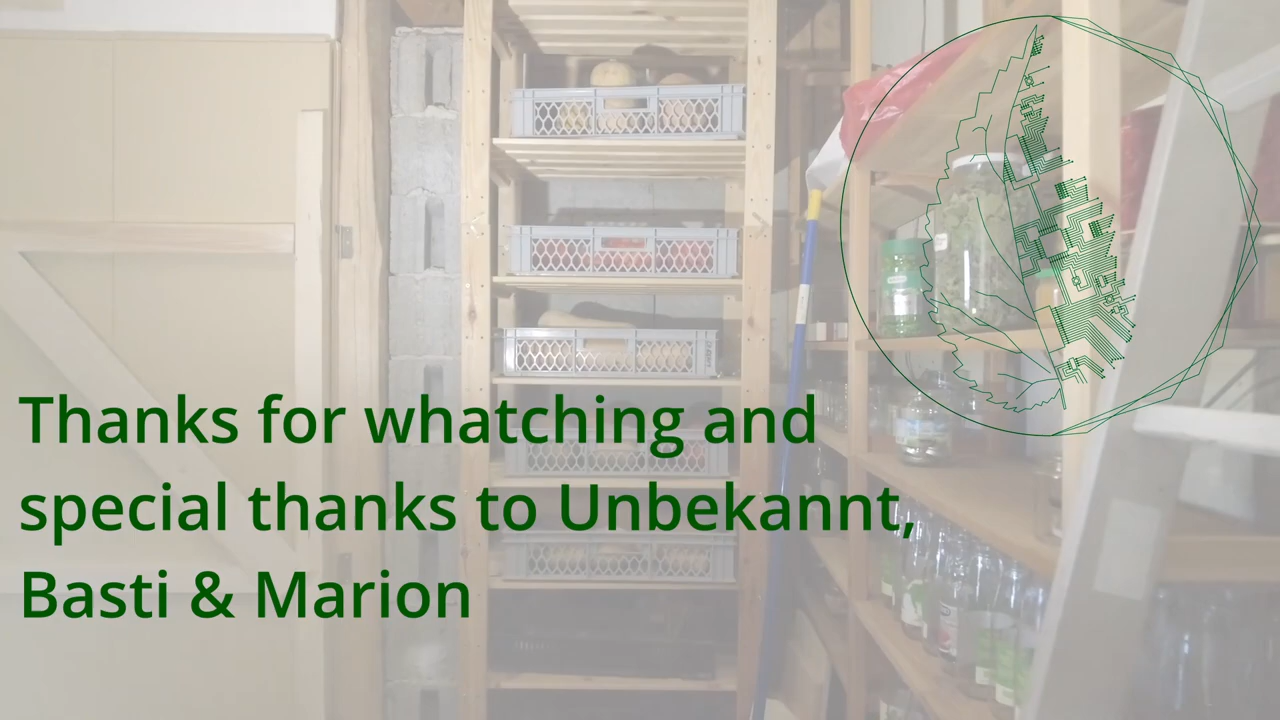 Thanks for whatching and
special thanks to Unbekannt,
Basti & Marion